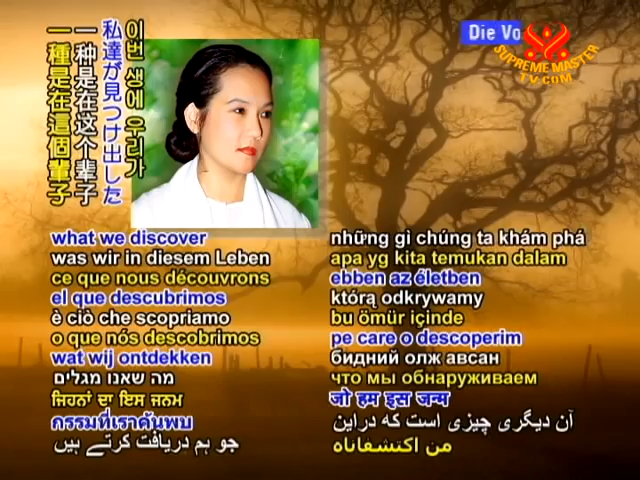 Die Vo
SUPREME MASTER
TV.COM
이번 생에 우리가
私達が見つけ出した
一种是在这个辈子
一種是在這個輩子
what we discover
was wir in diesem Leben
ce que nous découvrons
el que descubrimos
è ciò che scopriamo
o que nós descobrimos
wat wij ontdekken
מה שאנו מגלים
ਜਿਹਨਾਂ ਦਾ ਇਸ ਜਨਮ
กรรมที่เราค้นพบ
جو ہم دریافت کرتے ہیں
những gì chúng ta khám phá
apa yg kita temukan dalam
ebben az életben
którą odkrywamy
bu ömür içinde
pe care o descoperim
бидний олж авсан
что мы обнаруживаем
जो हम इस जन्म
آن دیگری چیزی است که دراین
من اكتشفاناه